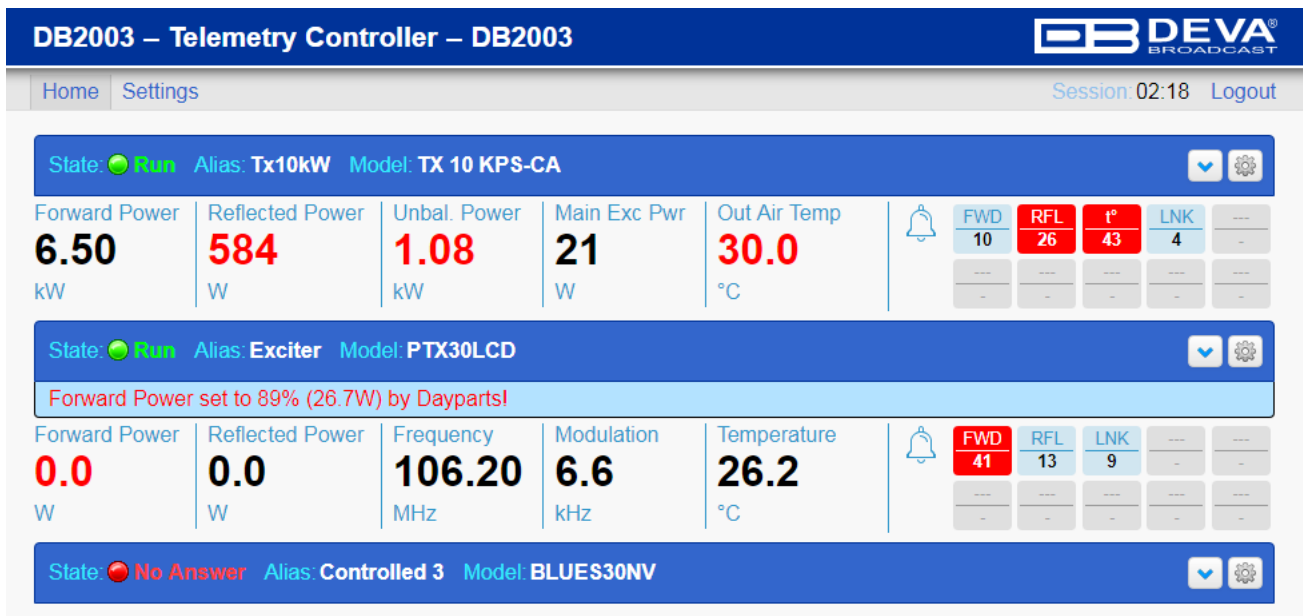 DB2003 – Telemetry Controller – DB2003
DEVA®
BROADCAST
Home Settings Session: 02:18 Logout
State: Run Alias: Tx10kW Model: TX 10 KPS-CA
Forward Power Reflected Power Unbal. Power Main Exc Pwr Out Air Temp
6.50 584 1.08 21 30.0
kW W kW W °C
FWD RFL t° LNK ---
10 26 43 4 -
--- --- --- --- ---
- - - - -
State: Run Alias: Exciter Model: PTX30LCD
Forward Power set to 89% (26.7W) by Dayparts!
Forward Power Reflected Power Frequency Modulation Temperature
0.0 0.0 106.20 6.6 26.2
W W MHz kHz °C
FWD RFL LNK --- ---
41 13 9 - -
--- --- --- --- ---
- - - - -
State: No Answer Alias: Controlled 3 Model: BLUES30NV